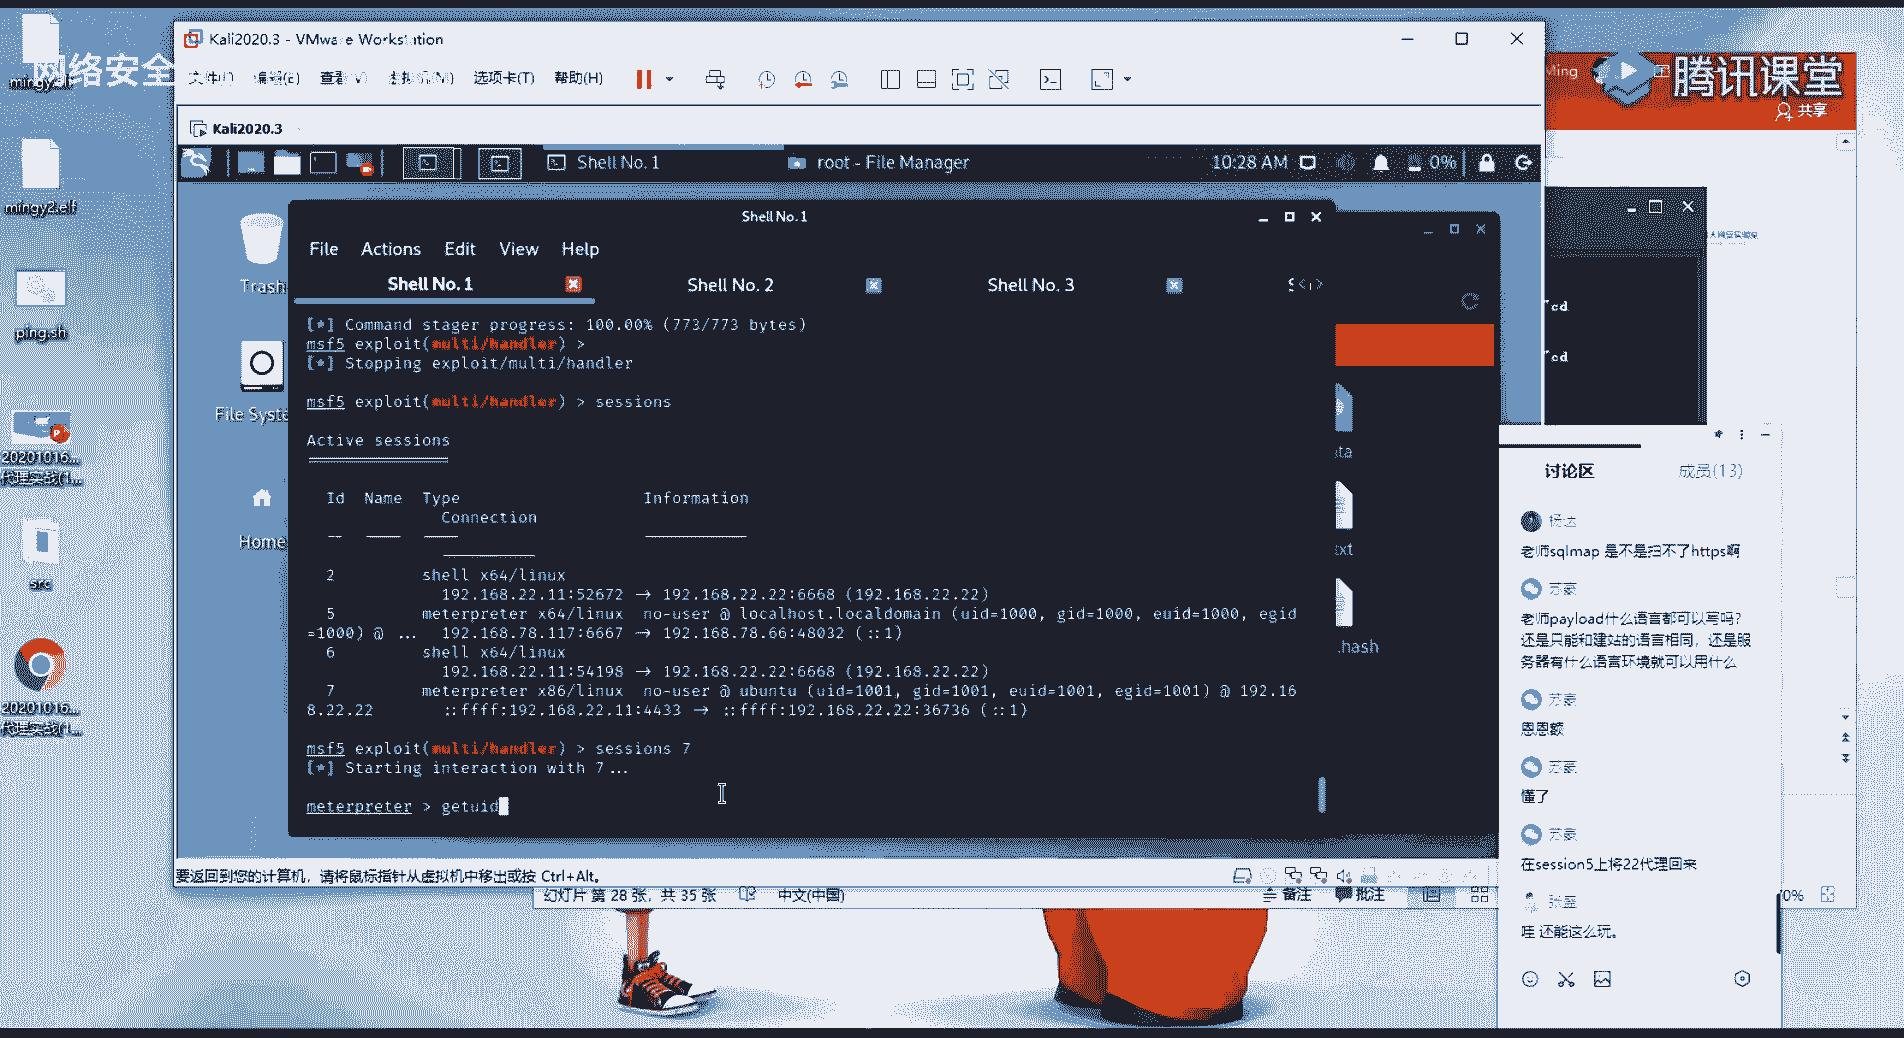 Kali2020.3 - VMware Workstation
选项卡(T)
帮助(H)
网络安全
腾讯课堂
共享
Ming
Kali2020.3
Shell No. 1
root - File Manager
10:28 AM
0%
mingy2.elf
ping.sh
20201016...
代理实战(1...
src
20201016...
代理实战(1...
Trash
File Syste
Home
Shell No. 1
File
Actions
Edit
View
Help
Shell No. 1
Shell No. 2
Shell No. 3
[*] Command stager progress: 100.00% (773/773 bytes)
msf5 exploit(multi/handler) >
[*] Stopping exploit/multi/handler
msf5 exploit(multi/handler) > sessions
Active sessions
Id Name Type Information
Connection
2 shell x64/linux
192.168.22.11:52672 → 192.168.22.22:6668 (192.168.22.22)
5 meterpreter x64/linux no-user @ localhost.localdomain (uid=1000, gid=1000, euid=1000, egid
=1000) @ ... 192.168.78.117:6667 → 192.168.78.66:48032 (::1)
6 shell x64/linux
192.168.22.11:54198 → 192.168.22.22:6668 (192.168.22.22)
7 meterpreter x86/linux no-user @ ubuntu (uid=1001, gid=1001, euid=1001, egid=1001) @ 192.16
8.22.22 ::ffff:192.168.22.11:4433 → ::ffff:192.168.22.22:36736 (::1)
msf5 exploit(multi/handler) > sessions 7
[*] Starting interaction with 7...
meterpreter > getuid
.hash
cd
cd
要返回到您的计算机，请将鼠标指针从虚拟机中移出或按 Ctrl+Alt。
幻灯片 第 28 张，共 35 张
中文(中国)
备注
批注
讨论区
成员(13)
老师sqlmap 是不是扫不了https啊
苏豪
老师payload什么语言都可以写吗?
还是只能和建站的语言相同，还是服
务器有什么语言环境就可以用什么
苏豪
恩恩额
苏豪
懂了
苏豪
在session5上将22代理回来
哇 还能这么玩。